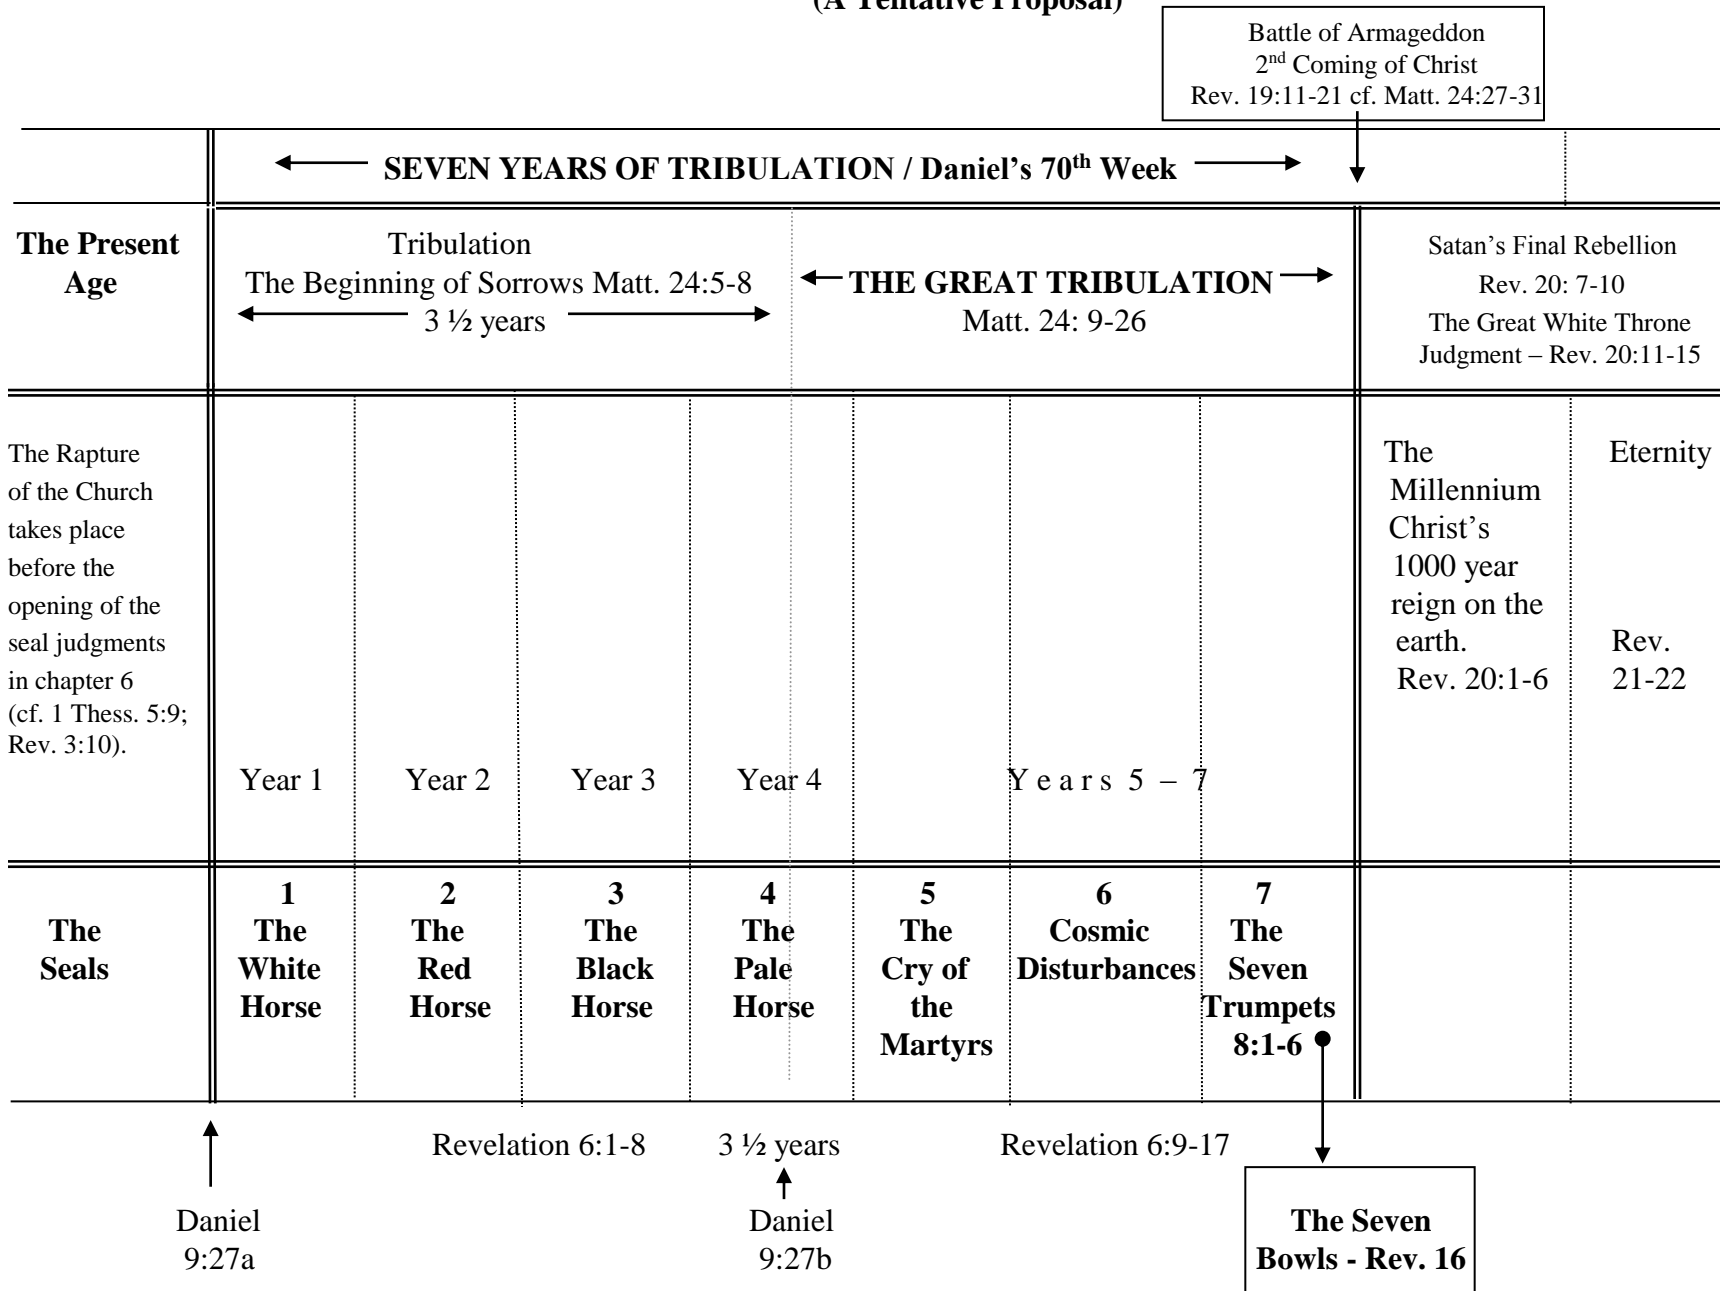 (A Tentative Proposal)
Battle of Armageddon
2nd Coming of Christ
Rev. 19:11-21 cf. Matt. 24:27-31
SEVEN YEARS OF TRIBULATION / Daniel’s 70th Week
The Present
Age
Tribulation
The Beginning of Sorrows Matt. 24:5-8
3 ½ years
THE GREAT TRIBULATION
Matt. 24: 9-26
Satan’s Final Rebellion
Rev. 20: 7-10
The Great White Throne
Judgment – Rev. 20:11-15
The Rapture
of the Church
takes place
before the
opening of the
seal judgments
in chapter 6
(cf. 1 Thess. 5:9;
Rev. 3:10).
Year 1
Year 2
Year 3
Year 4
Years 5 – 7
The
Millennium
Christ’s
1000 year
reign on the
earth.
Rev. 20:1-6
Eternity
Rev.
21-22
The
Seals
1
The
White
Horse
2
The
Red
Horse
3
The
Black
Horse
4
The
Pale
Horse
5
The
Cry of
the
Martyrs
6
Cosmic
Disturbances
7
The
Seven
Trumpets
8:1-6
Revelation 6:1-8
3 ½ years
Revelation 6:9-17
Daniel
9:27a
Daniel
9:27b
The Seven
Bowls - Rev. 16